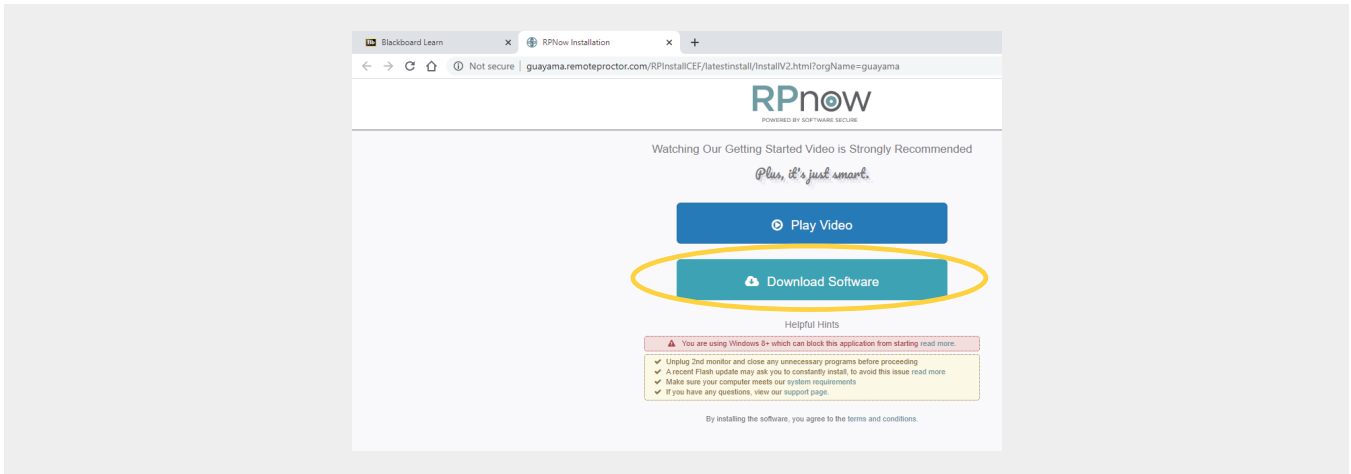 Blackboard Learn
RPNow Installation
Not secure | guayama.remoteproctor.com/RPInstallCEF/latestinstall/InstallV2.html?orgName=guayama
RPnow
POWERED BY SOFTWARE SECURE
Watching Our Getting Started Video is Strongly Recommended
Plus, it's just smart.
Play Video
Download Software
Helpful Hints
You are using Windows 8+ which can block this application from starting read more.
Unplug 2nd monitor and close any unnecessary programs before proceeding
A recent Flash update may ask you to constantly install, to avoid this issue read more
Make sure your computer meets our system requirements
If you have any questions, view our support page.
By installing the software, you agree to the terms and conditions.